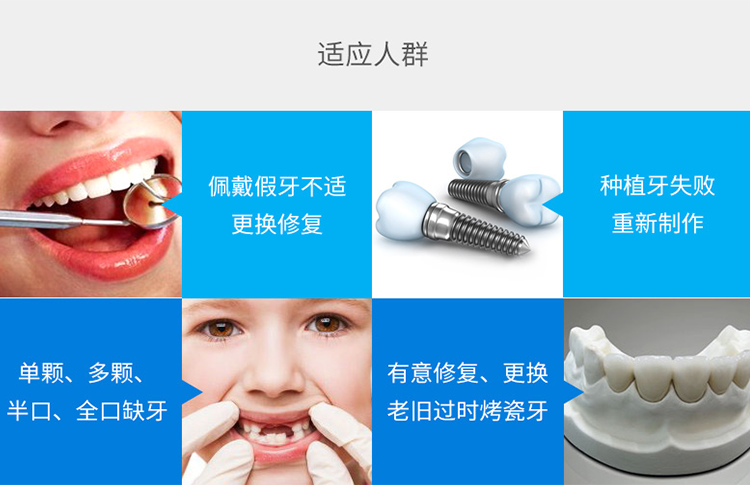 适应人群
佩戴假牙不适
更换修复
种植牙失败
重新制作
单颗、多颗、
半口、全口缺牙
有意修复、更换
老旧过时烤瓷牙